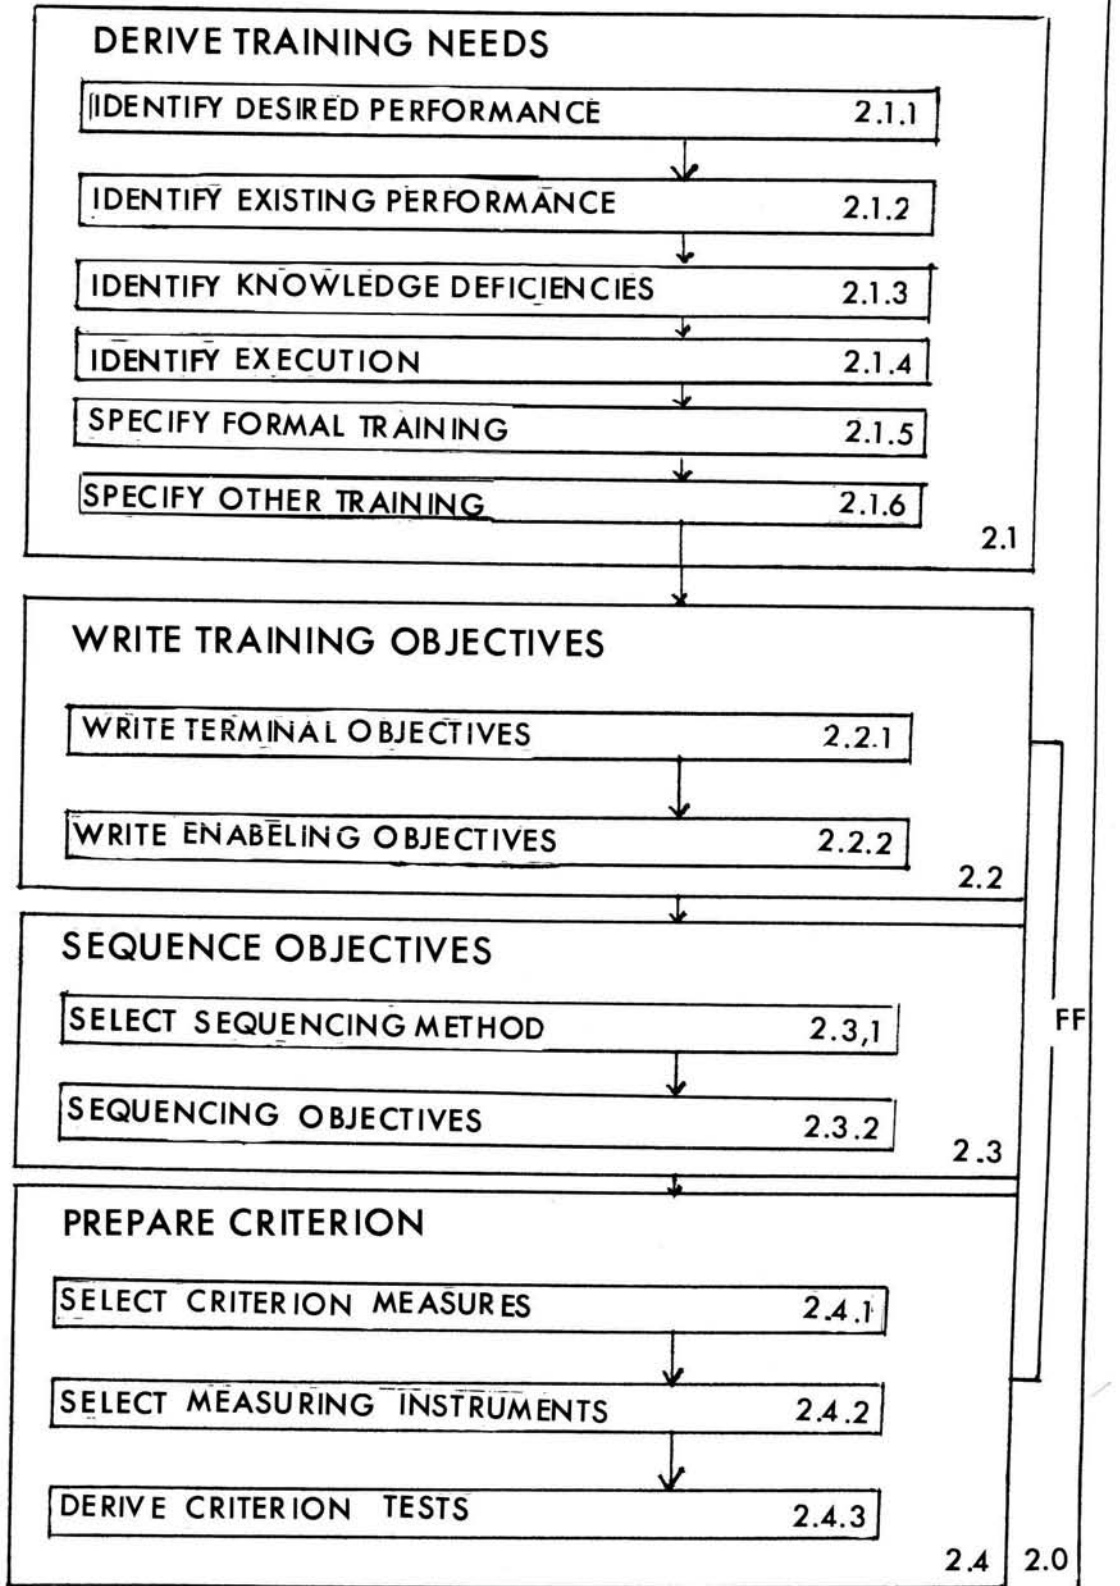 DERIVE TRAINING NEEDS
IDENTIFY DESIRED PERFORMANCE 2.1.1
IDENTIFY EXISTING PERFORMANCE 2.1.2
IDENTIFY KNOWLEDGE DEFICIENCIES 2.1.3
IDENTIFY EXECUTION 2.1.4
SPECIFY FORMAL TRAINING 2.1.5
SPECIFY OTHER TRAINING 2.1.6
2.1
WRITE TRAINING OBJECTIVES
WRITE TERMINAL OBJECTIVES 2.2.1
WRITE ENABELING OBJECTIVES 2.2.2
2.2
SEQUENCE OBJECTIVES
SELECT SEQUENCING METHOD 2.3,1
FF
SEQUENCING OBJECTIVES 2.3.2
2.3
PREPARE CRITERION
SELECT CRITERION MEASURES 2.4.1
SELECT MEASURING INSTRUMENTS 2.4.2
DERIVE CRITERION TESTS 2.4.3
2.4 2.0